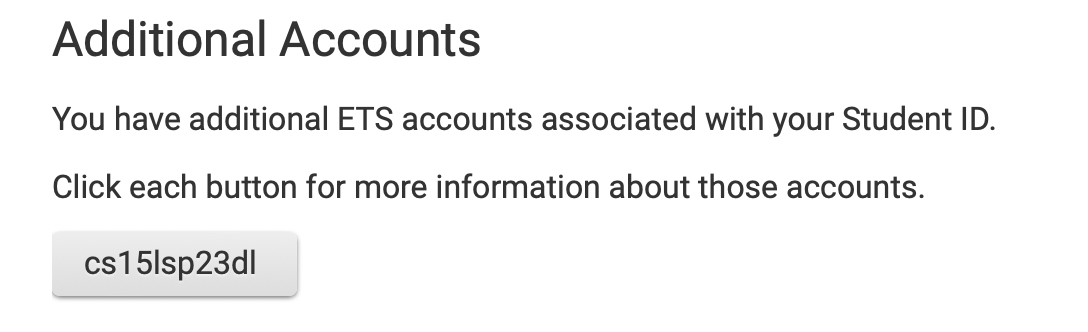 Additional Accounts
You have additional ETS accounts associated with your Student ID.
Click each button for more information about those accounts.
cs15lsp23dl